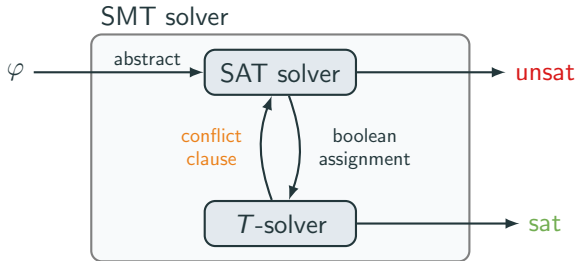 SMT solver
φ
abstract
SAT solver
unsat
conflict
clause
boolean
assignment
T-solver
sat